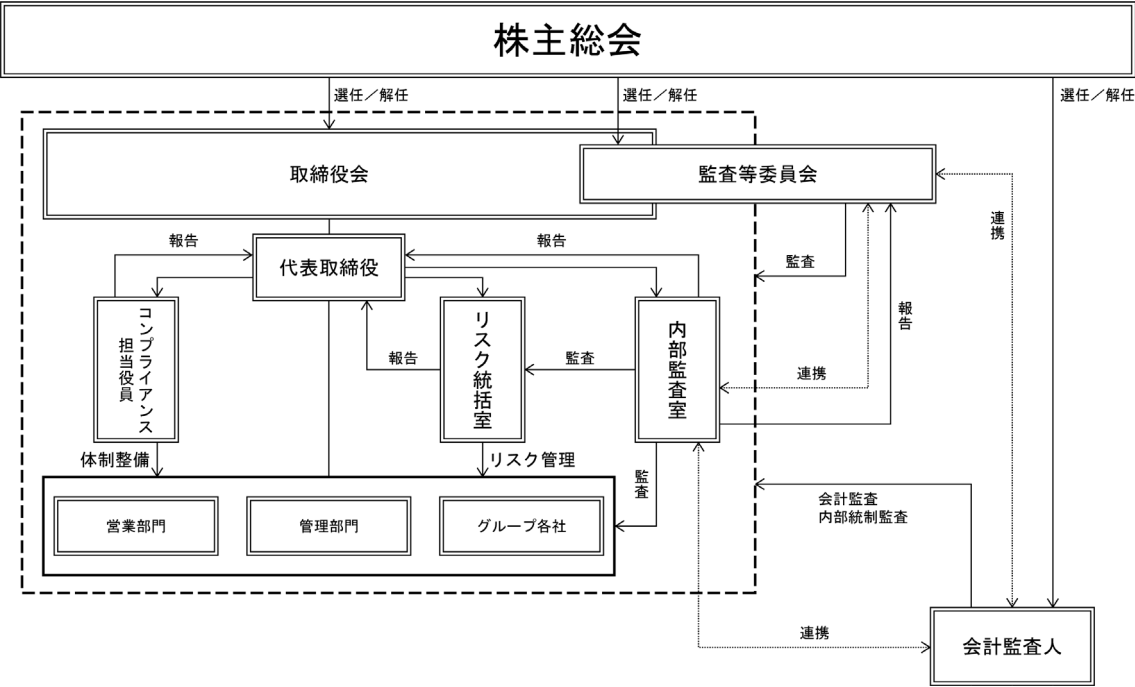 株主総会
選任／解任
選任／解任
選任／解任
取締役会
監査等委員会
連携
報告
報告
代表取締役
監査
報告
コンプライアンス
担当役員
リスク統括室
内部監査室
報告
監査
連携
体制整備
リスク管理
監査
会計監査
内部統制監査
営業部門
管理部門
グループ各社
連携
会計監査人